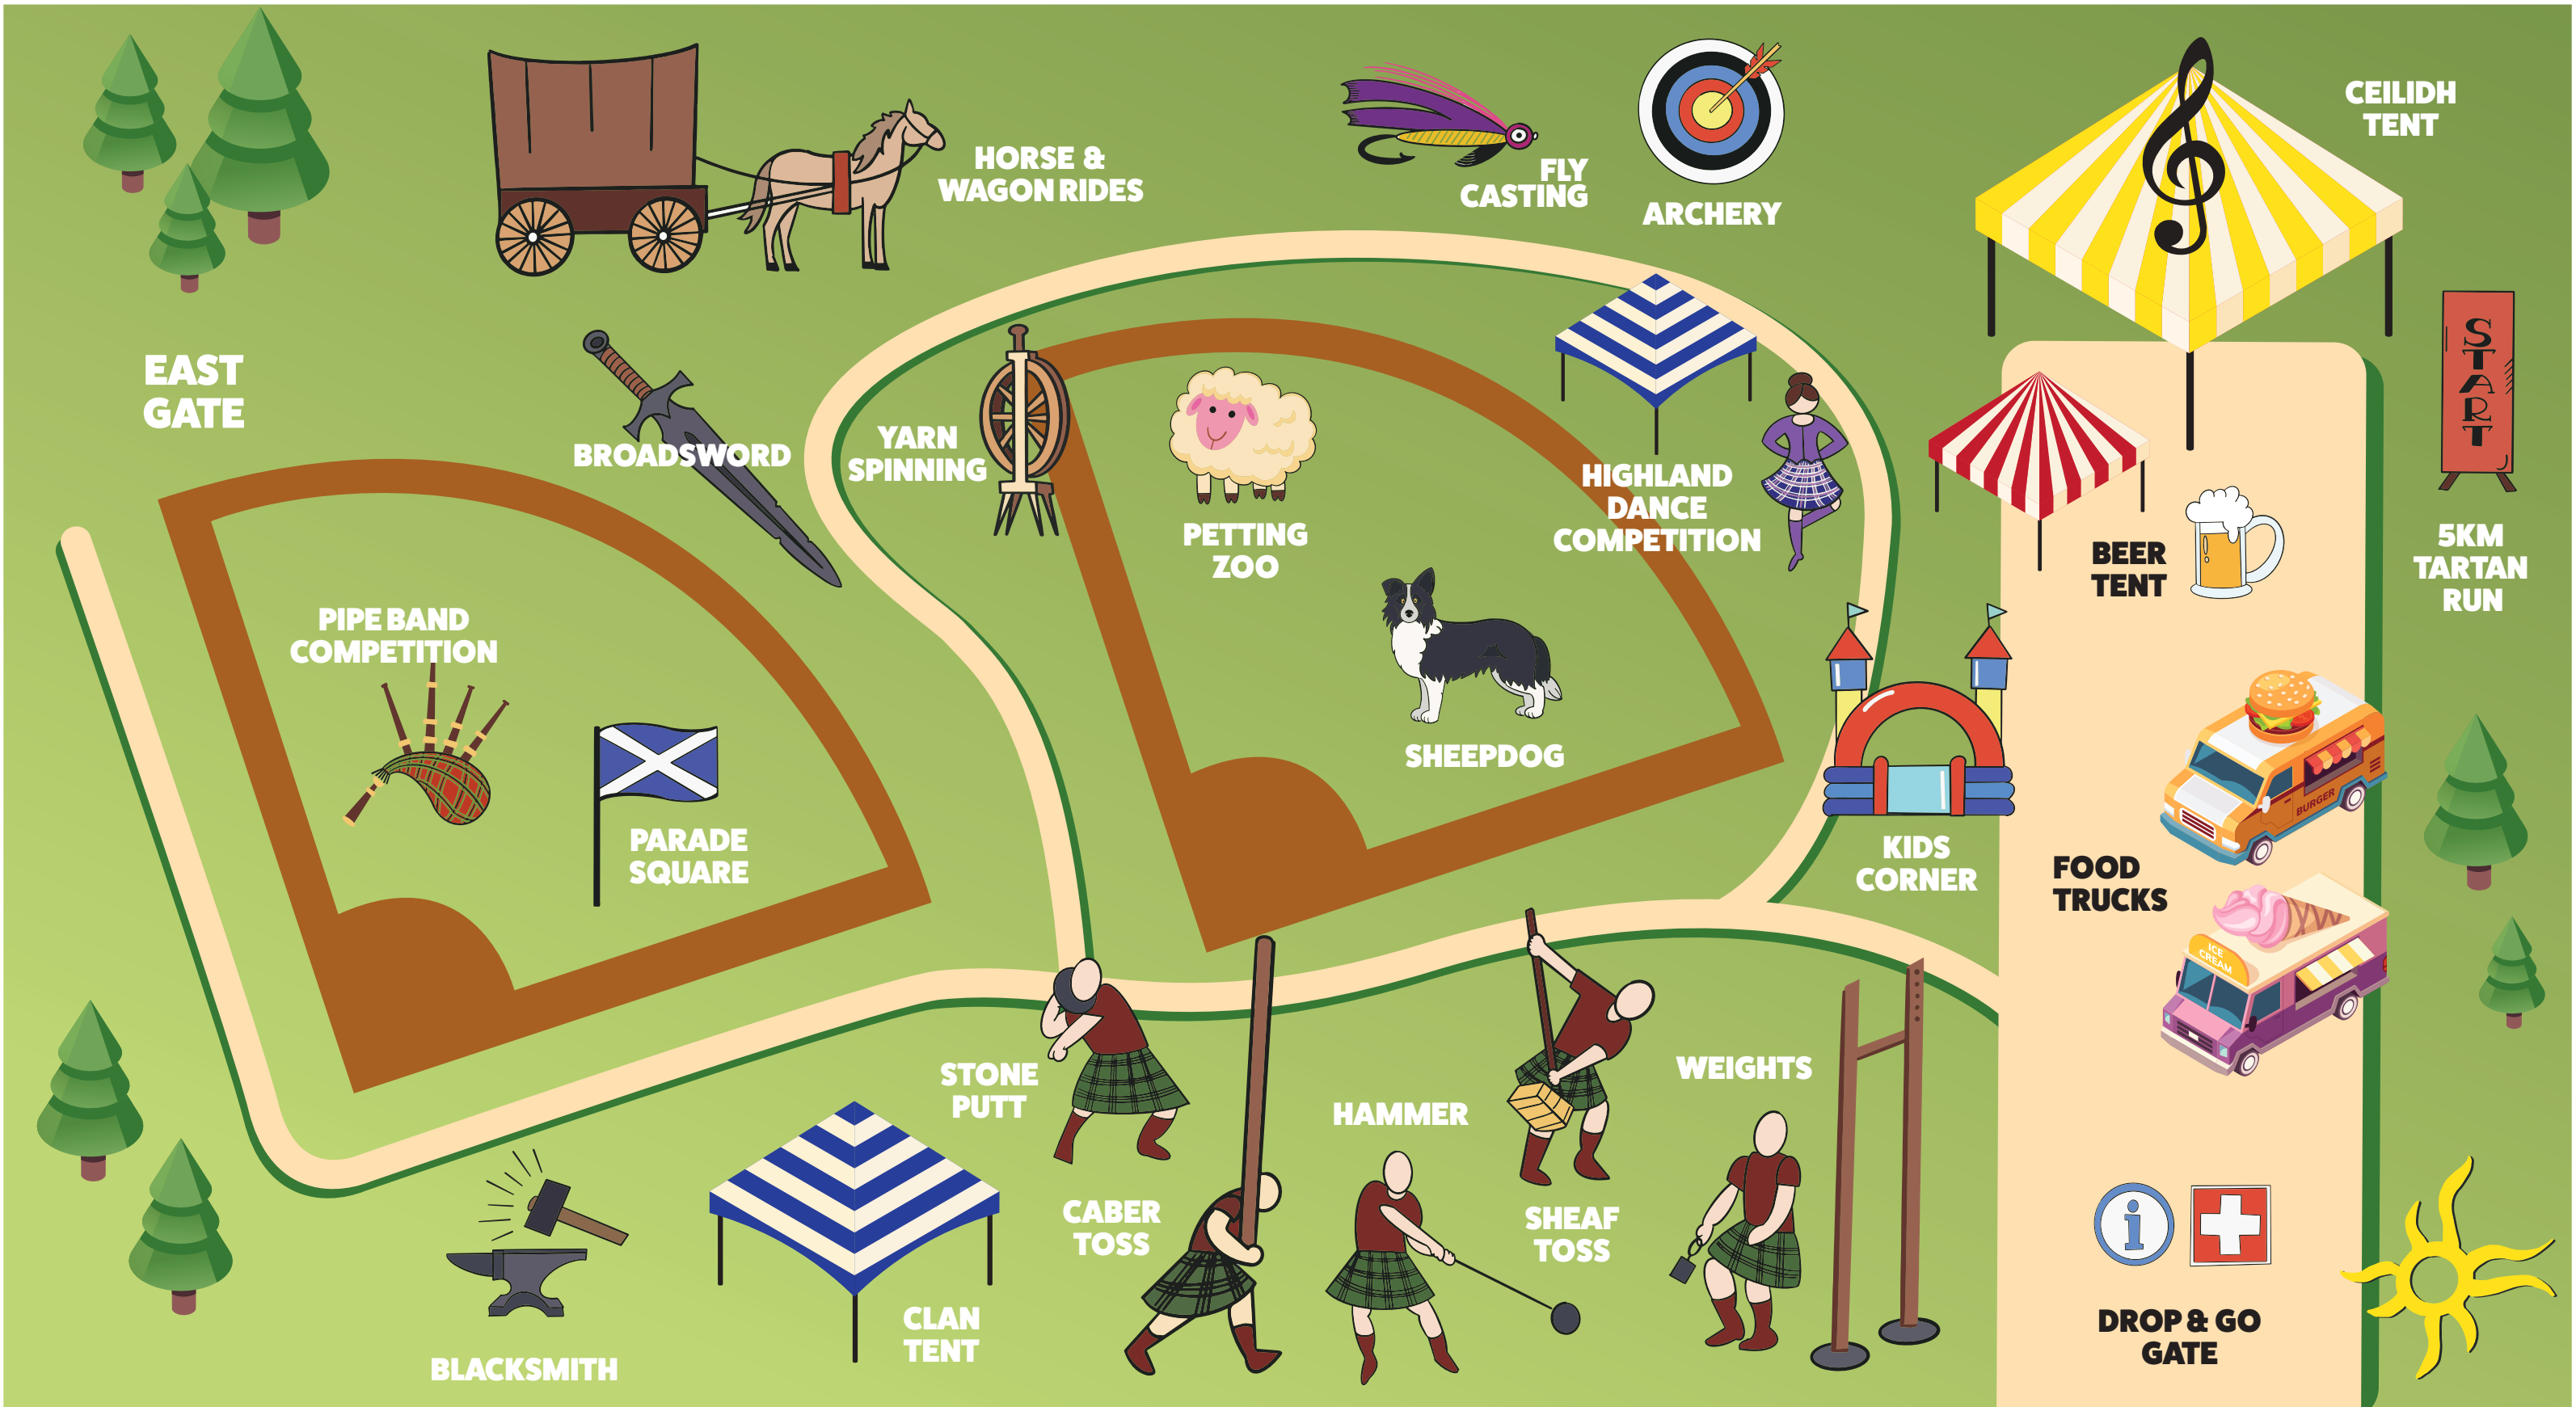 CEILIDH
TENT
HORSE &
WAGON RIDES
FLY
CASTING
ARCHERY
START
EAST
GATE
BROADSWORD
YARN
SPINNING
PETTING
ZOO
HIGHLAND
DANCE
COMPETITION
BEER
TENT
5KM
TARTAN
RUN
PIPE BAND
COMPETITION
SHEEPDOG
BURGER
PARADE
SQUARE
KIDS
CORNER
FOOD
TRUCKS
ICE
CREAM
STONE
PUTT
WEIGHTS
HAMMER
CABER
TOSS
SHEAF
TOSS
i
CLAN
TENT
DROP & GO
GATE
BLACKSMITH